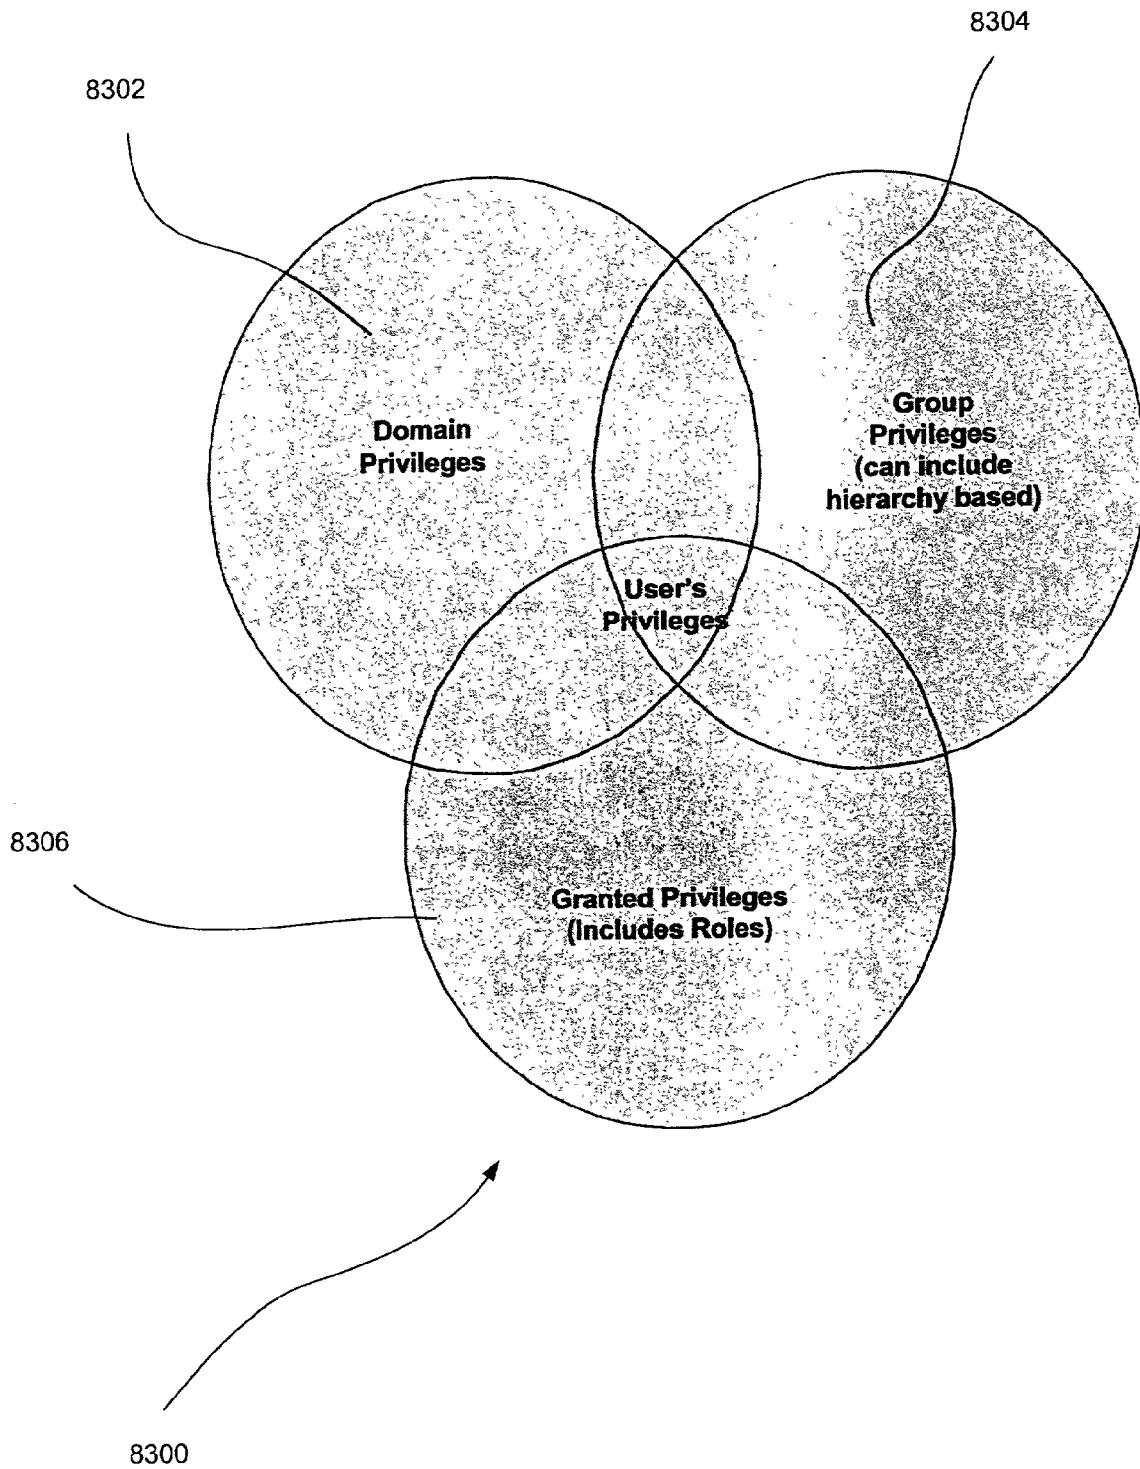 8304
8302
Domain
Privileges
Group
Privileges
(can include
hierarchy based)
User's
Privileges
8306
Granted Privileges
(Includes Roles)
8300